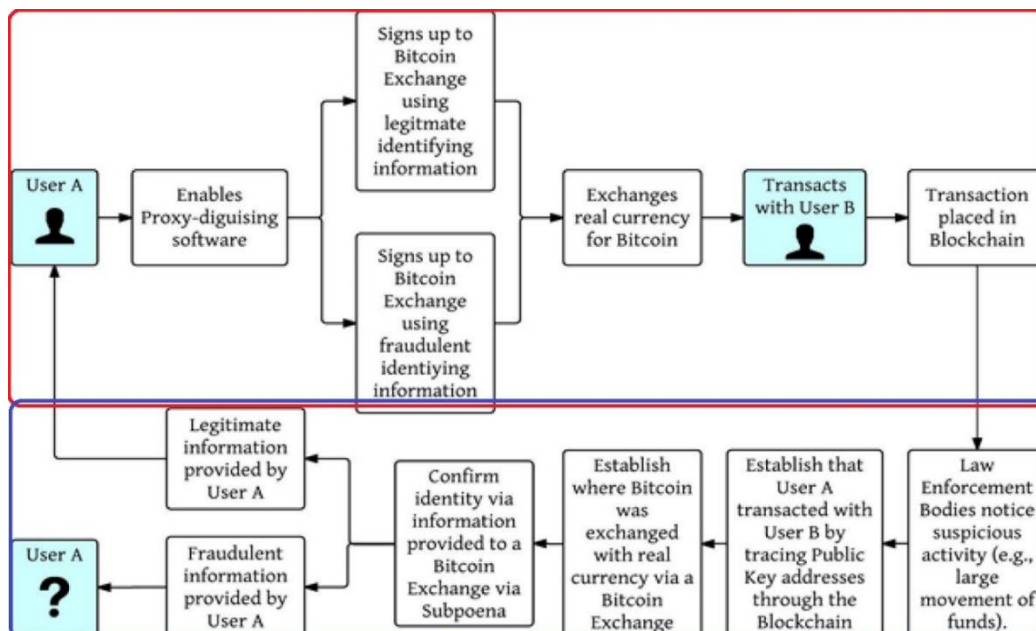 Signs up to
Bitcoin
Exchange
using
legitmate
identifying
information
User A
Enables
Proxy-diguising
software
Exchanges
real currency
for Bitcoin
Transacts
with User B
Transaction
placed in
Blockchain
Signs up to
Bitcoin
Exchange
using
fraudulent
identiying
information
Legitimate
information
provided by
User A
Confirm
identity via
information
provided to a
Bitcoin
Exchange via
Subpoena
Establish
where Bitcoin
was
exchanged
with real
currency via a
Bitcoin
Exchange
Establish that
User A
transacted with
User B by
tracing Public
Key addresses
through the
Blockchain
Law
Enforcement
Bodies notice
suspicious
activity (e.g.,
large
movement of
funds).
User A
?
Fraudulent
information
provided by
User A